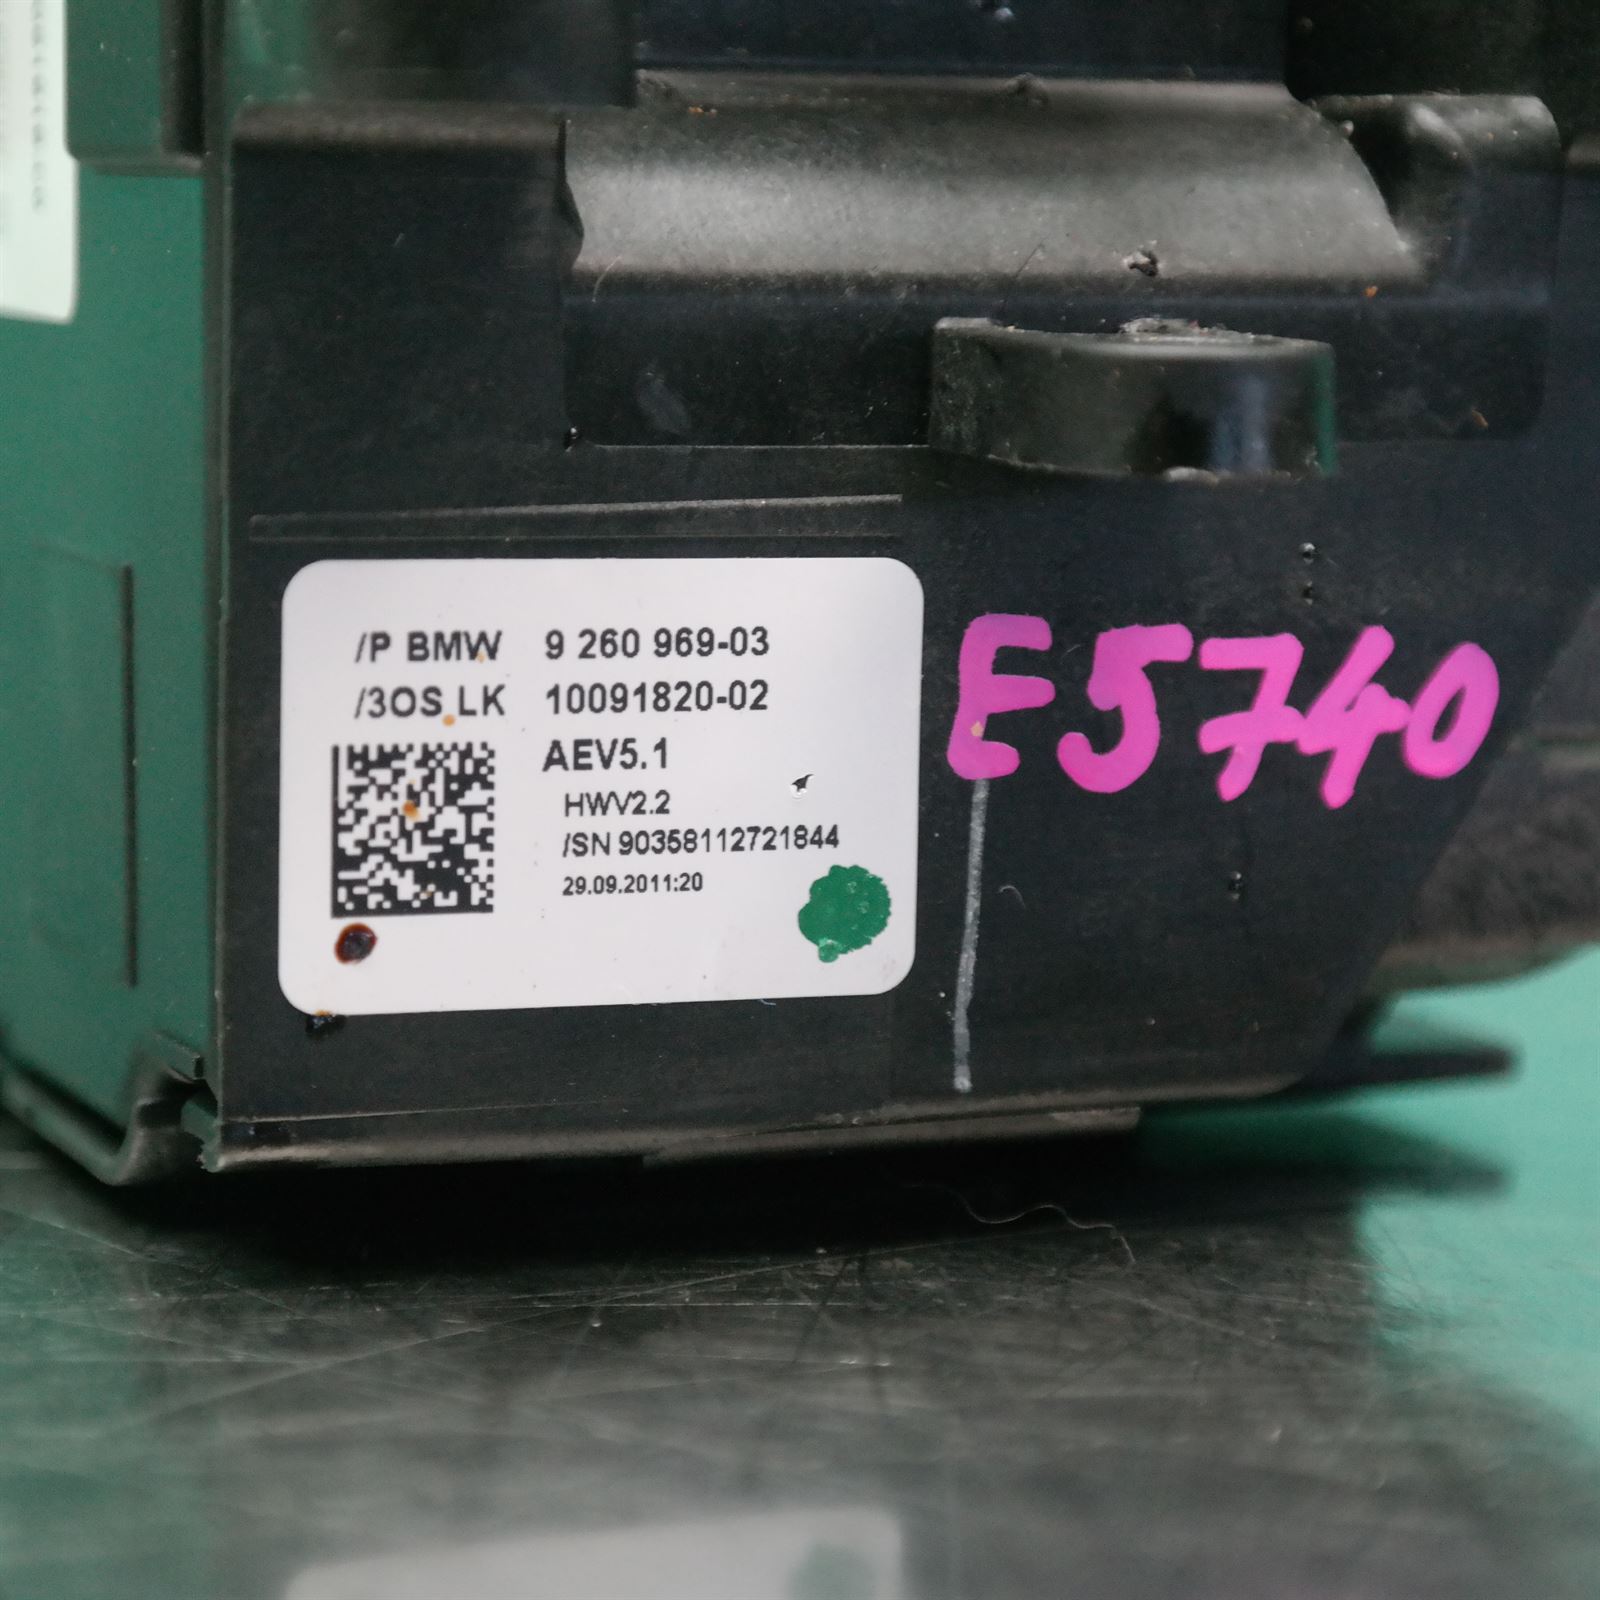 /P BMW 9 260 969-03
/3OS LK 10091820-02
AEV5.1
HWV2.2
/SN 90358112721844
29.09.2011:20
E5740